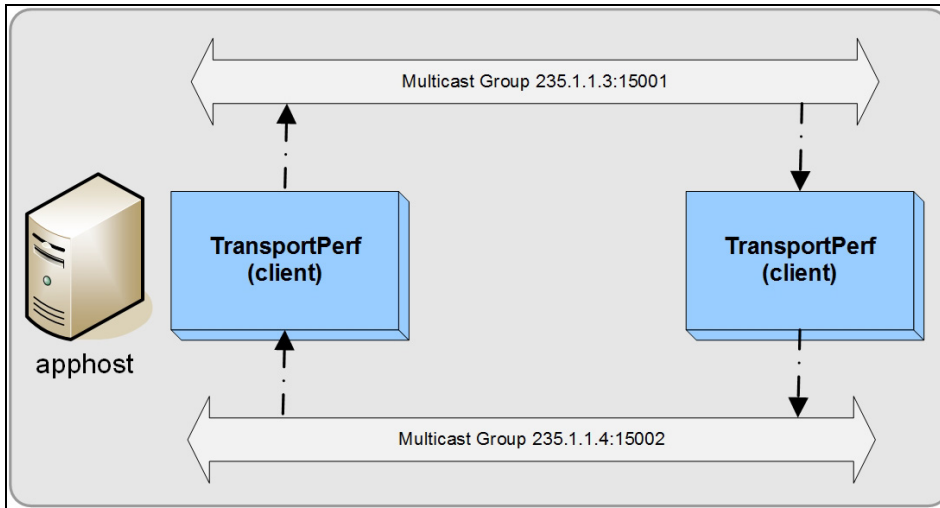 Multicast Group 235.1.1.3:15001
TransportPerf
(client)
TransportPerf
(client)
apphost
Multicast Group 235.1.1.4:15002